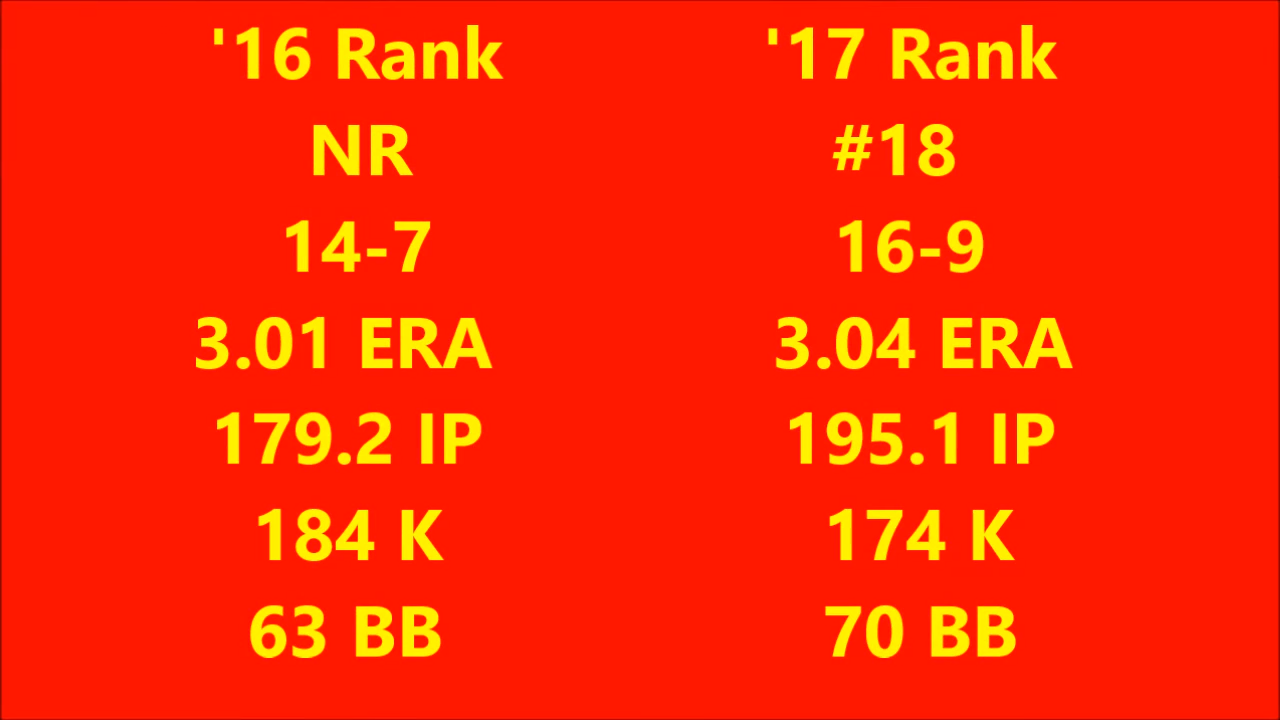 '16 Rank '17 Rank
NR #18
14-7 16-9
3.01 ERA 3.04 ERA
179.2 IP 195.1 IP
184 K 174 K
63 BB 70 BB